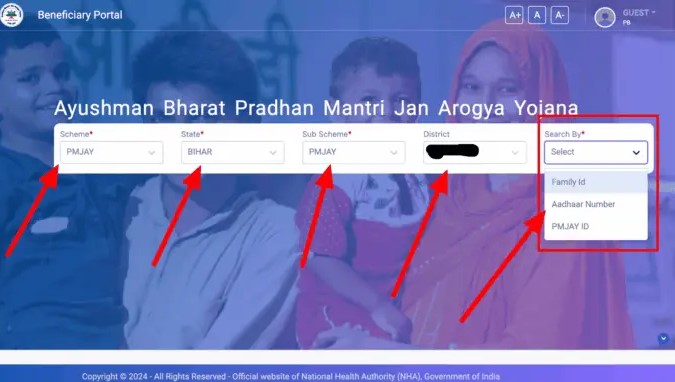 Beneficiary Portal
A+ A A-
GUEST
PB
Ayushman Bharat Pradhan Mantri Jan Arogya Yojana
Scheme* State* Sub Scheme* District Search By*
PMJAY BIHAR PMJAY Select
Family Id
Aadhaar Number
PMJAY ID
Copyright © 2024 - All Rights Reserved - Official website of National Health Authority (NHA), Government of India